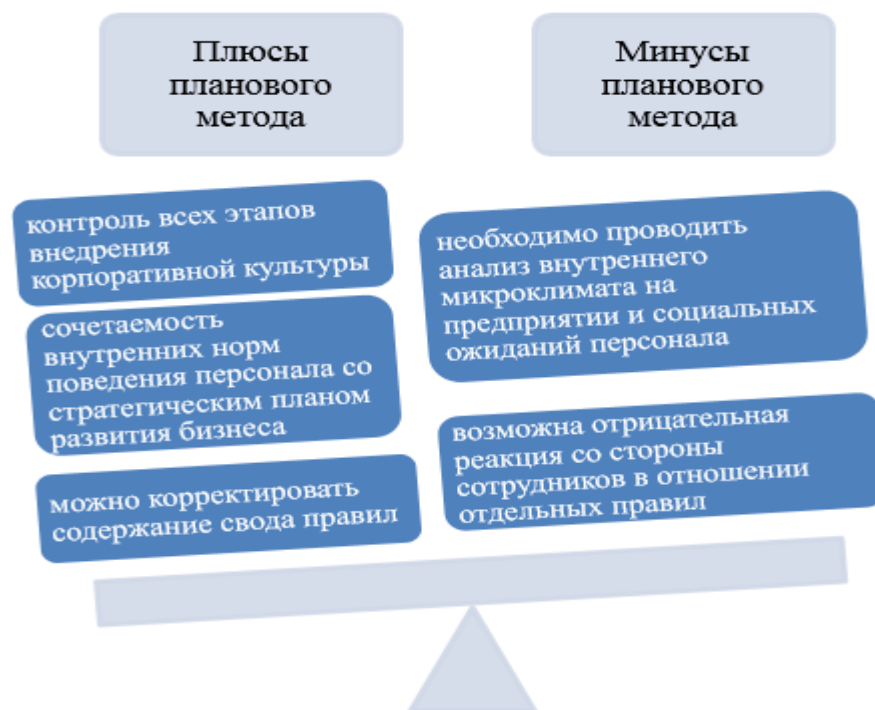 Плюсы
планового
метода
Минусы
планового
метода
контроль всех этапов
внедрения
корпоративной культуры
сочетаемость
внутренних норм
поведения персонала со
стратегическим планом
развития бизнеса
можно корректировать
содержание свода правил
необходимо проводить
анализ внутреннего
микроклимата на
предприятии и социальных
ожиданий персонала
возможна отрицательная
реакция со стороны
сотрудников в отношении
отдельных правил